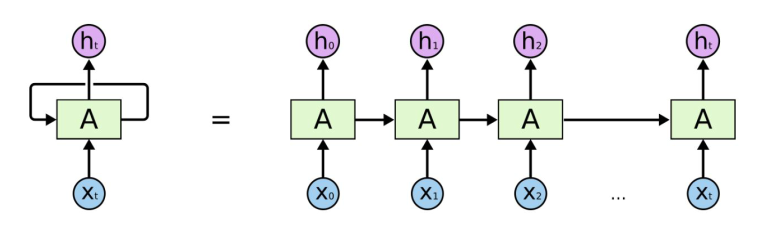 hₜ h₀ h₁ h₂ hₜ
A = A A A A
xₜ x₀ x₁ x₂ ... xₜ